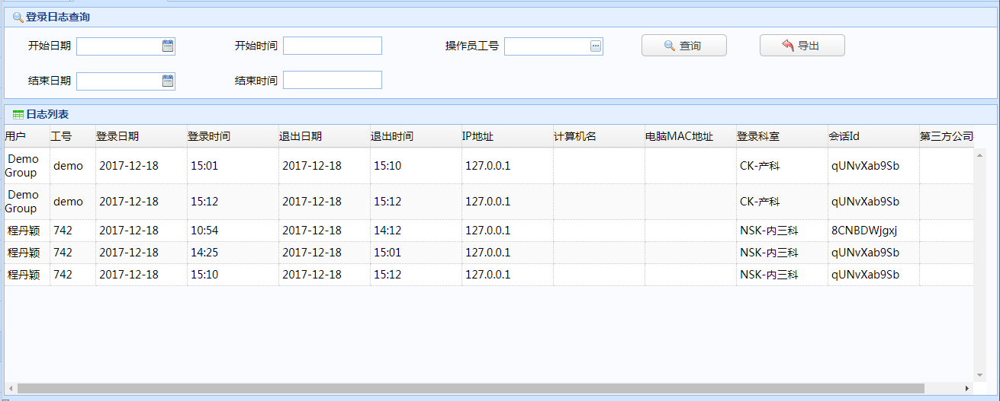 登录日志查询
开始日期 开始时间 操作员工号 查询 导出
结束日期 结束时间
日志列表
用户 工号 登录日期 登录时间 退出日期 退出时间 IP地址 计算机名 电脑MAC地址 登录科室 会话Id 第三方公司
Demo Group demo 2017-12-18 15:01 2017-12-18 15:10 127.0.0.1 CK-产科 qUNvXab9Sb
Demo Group demo 2017-12-18 15:12 2017-12-18 15:12 127.0.0.1 CK-产科 qUNvXab9Sb
程丹颖 742 2017-12-18 10:54 2017-12-18 14:12 127.0.0.1 NSK-内三科 8CNBDWjgxj
程丹颖 742 2017-12-18 14:25 2017-12-18 15:01 127.0.0.1 NSK-内三科 qUNvXab9Sb
程丹颖 742 2017-12-18 15:10 2017-12-18 15:12 127.0.0.1 NSK-内三科 qUNvXab9Sb